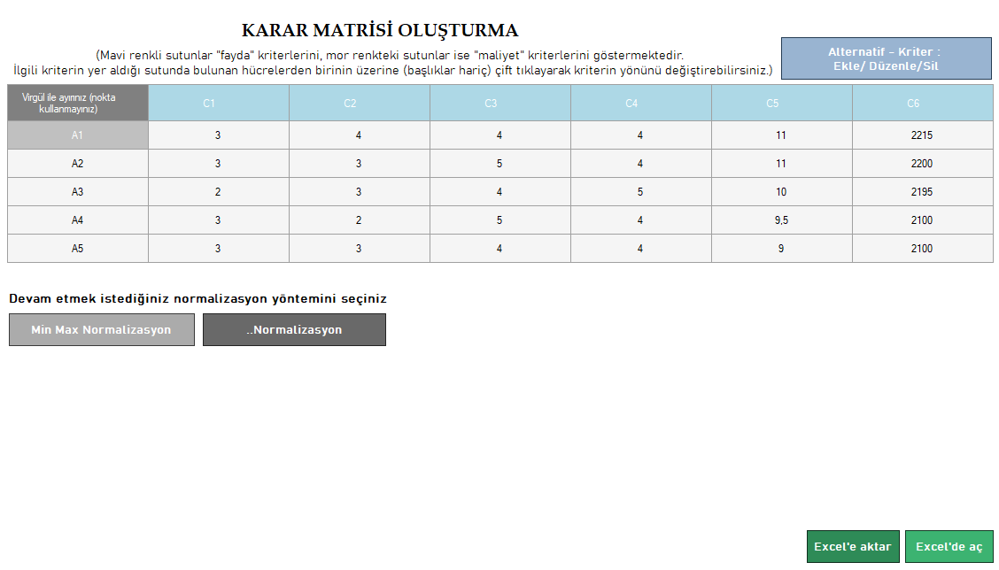 KARAR MATRİSİ OLUŞTURMA
(Mavi renkli sutunlar "fayda" kriterlerini, mor renkteki sutunlar ise "maliyet" kriterlerini göstermektedir.
İlgili kriterin yer aldığı sutunda bulunan hücrelerden birinin üzerine (başlıklar hariç) çift tıklayarak kriterin yönünü değiştirebilirsiniz.)
Alternatif - Kriter :
Ekle/ Düzenle/Sil
Virgül ile ayırınız (nokta
kullanmayınız)
C1 C2 C3 C4 C5 C6
A1 3 4 4 4 11 2215
A2 3 3 5 4 11 2200
A3 2 3 4 5 10 2195
A4 3 2 5 4 9,5 2100
A5 3 3 4 4 9 2100
Devam etmek istediğiniz normalizasyon yöntemini seçiniz
Min Max Normalizasyon ..Normalizasyon
Excel'e aktar Excel'de aç